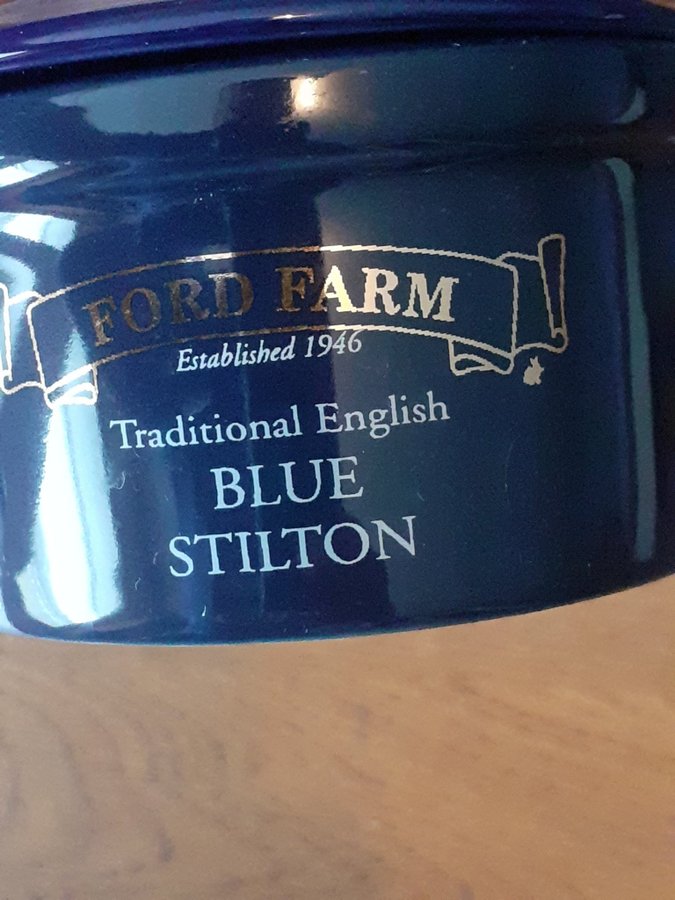 FORD FARM
Established 1946
Traditional English
BLUE
STILTON